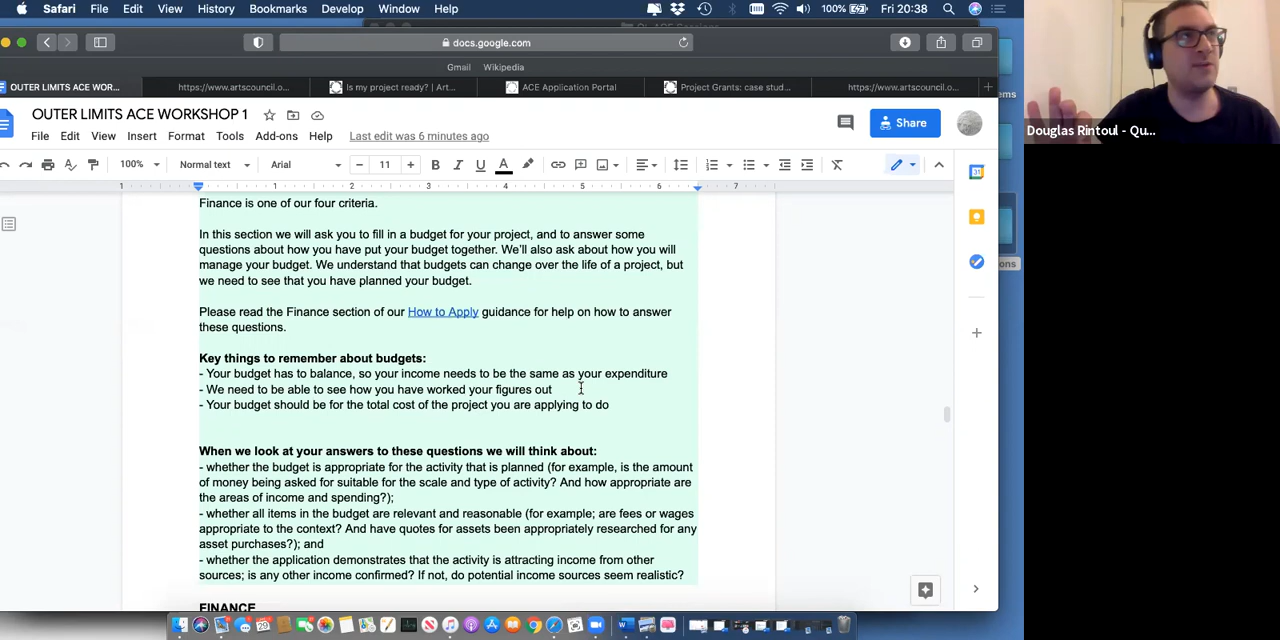 Safari File Edit View History Bookmarks Develop Window Help 100% Fri 20:38
docs.google.com
Gmail Wikipedia
OUTER LIMITS ACE WOR... https://www.artscouncil.o... Is my project ready? | Art... ACE Application Portal Project Grants: case stud... https://www.artscouncil.o...
Douglas Rintoul - Qu...
OUTER LIMITS ACE WORKSHOP 1
File Edit View Insert Format Tools Add-ons Help Last edit was 6 minutes ago
Share
100% Normal text Arial 11 B I U A
1 1 2 3 4 5 6 7
31
Finance is one of our four criteria.
In this section we will ask you to fill in a budget for your project, and to answer some
questions about how you have put your budget together. We'll also ask about how you will
manage your budget. We understand that budgets can change over the life of a project, but
we need to see that you have planned your budget.
Please read the Finance section of our How to Apply guidance for help on how to answer
these questions.
Key things to remember about budgets:
- Your budget has to balance, so your income needs to be the same as your expenditure
- We need to be able to see how you have worked your figures out
- Your budget should be for the total cost of the project you are applying to do
When we look at your answers to these questions we will think about:
- whether the budget is appropriate for the activity that is planned (for example, is the amount
of money being asked for suitable for the scale and type of activity? And how appropriate are
the areas of income and spending?);
- whether all items in the budget are relevant and reasonable (for example; are fees or wages
appropriate to the context? And have quotes for assets been appropriately researched for any
asset purchases?); and
- whether the application demonstrates that the activity is attracting income from other
sources; is any other income confirmed? If not, do potential income sources seem realistic?
FINANCE